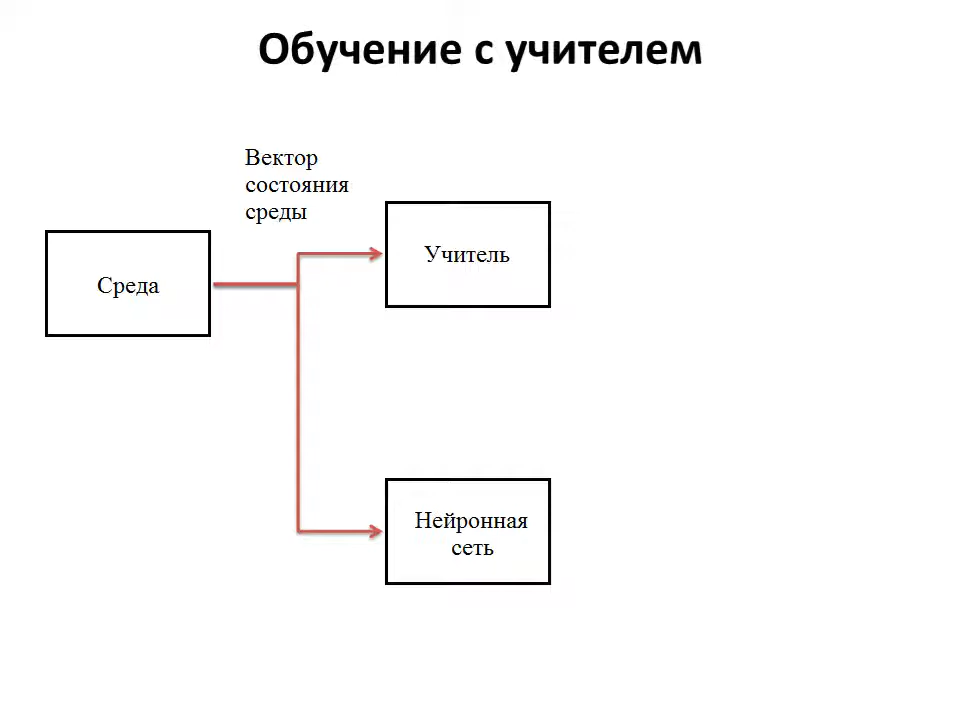 Обучение с учителем
Вектор
состояния
среды
Среда
Учитель
Нейронная
сеть